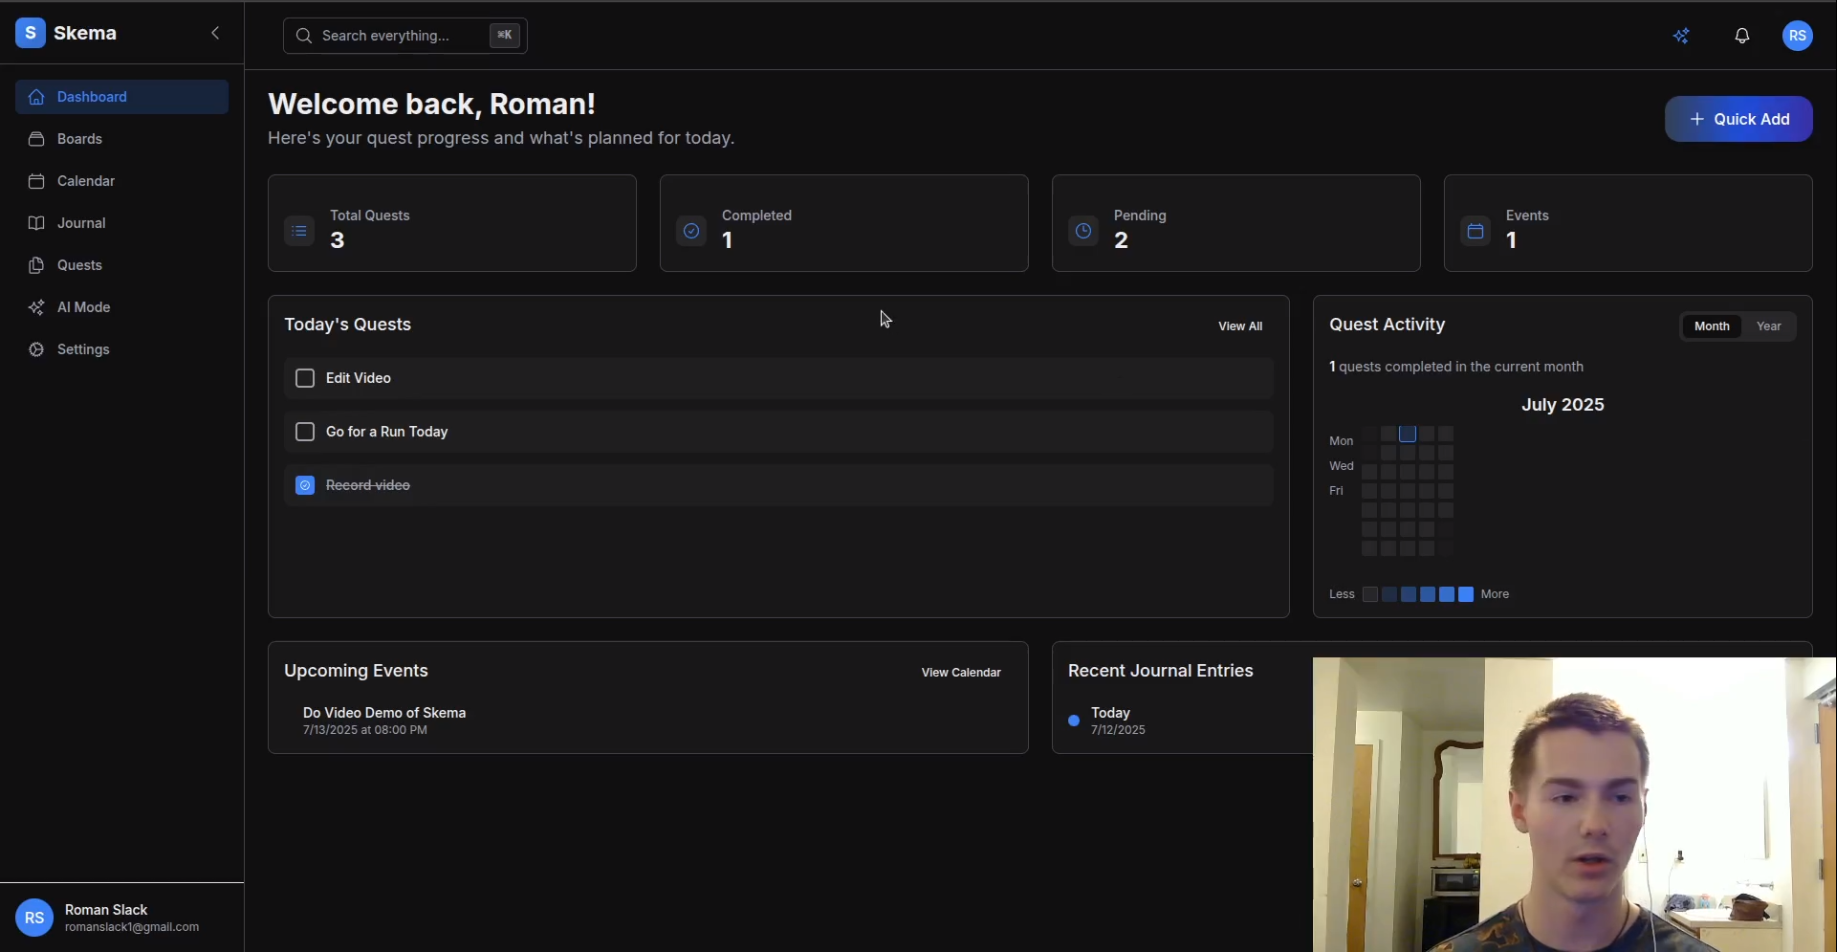 S Skema
Search everything... ⌘K
RS
Dashboard
Boards
Calendar
Journal
Quests
AI Mode
Settings
Welcome back, Roman!
Here's your quest progress and what's planned for today.
+ Quick Add
Total Quests
3
Completed
1
Pending
2
Events
1
Today's Quests
View All
Edit Video
Go for a Run Today
Record video
Quest Activity
Month Year
1 quests completed in the current month
July 2025
Mon
Wed
Fri
Less More
Upcoming Events
View Calendar
Do Video Demo of Skema
7/13/2025 at 08:00 PM
Recent Journal Entries
Today
7/12/2025
RS
Roman Slack
romanslack1@gmail.com